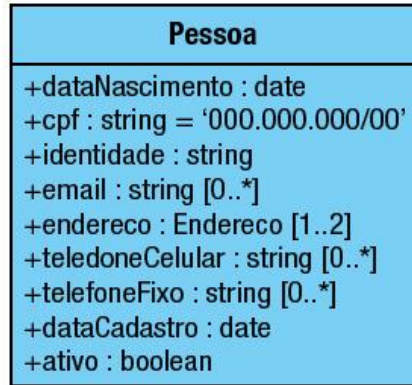 Pessoa
+dataNascimento : date
+cpf : string = ‘000.000.000/00’
+identidade : string
+email : string [0..*]
+endereco : Endereco [1..2]
+teledoneCelular : string [0..*]
+telefoneFixo : string [0..*]
+dataCadastro : date
+ativo : boolean